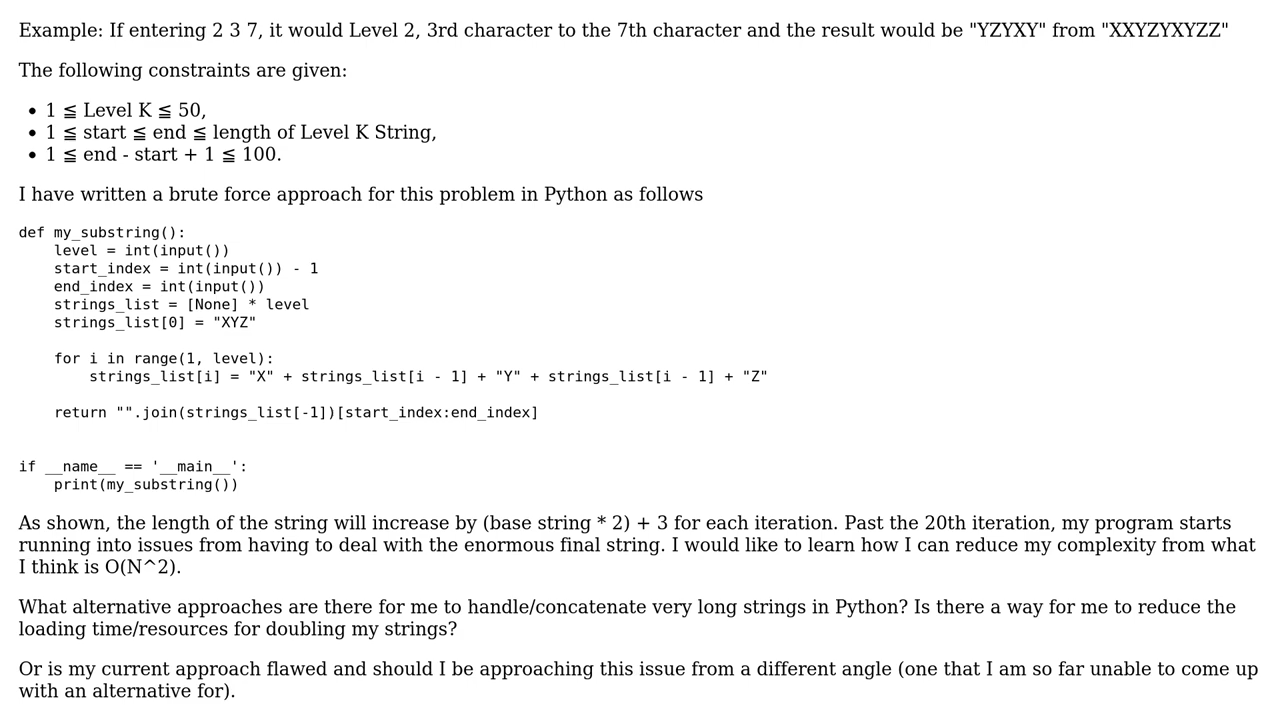 Example: If entering 2 3 7, it would Level 2, 3rd character to the 7th character and the result would be "YZYXY" from "XXYZYXYZZ"
The following constraints are given:
• 1 ≦ Level K ≦ 50,
• 1 ≦ start ≦ end ≦ length of Level K String,
• 1 ≦ end - start + 1 ≦ 100.
I have written a brute force approach for this problem in Python as follows
def my_substring():
    level = int(input())
    start_index = int(input()) - 1
    end_index = int(input())
    strings_list = [None] * level
    strings_list[0] = "XYZ"
    for i in range(1, level):
        strings_list[i] = "X" + strings_list[i - 1] + "Y" + strings_list[i - 1] + "Z"
    return "".join(strings_list[-1])[start_index:end_index]
if __name__ == '__main__':
    print(my_substring())
As shown, the length of the string will increase by (base string * 2) + 3 for each iteration. Past the 20th iteration, my program starts
running into issues from having to deal with the enormous final string. I would like to learn how I can reduce my complexity from what
I think is O(N^2).
What alternative approaches are there for me to handle/concatenate very long strings in Python? Is there a way for me to reduce the
loading time/resources for doubling my strings?
Or is my current approach flawed and should I be approaching this issue from a different angle (one that I am so far unable to come up
with an alternative for).